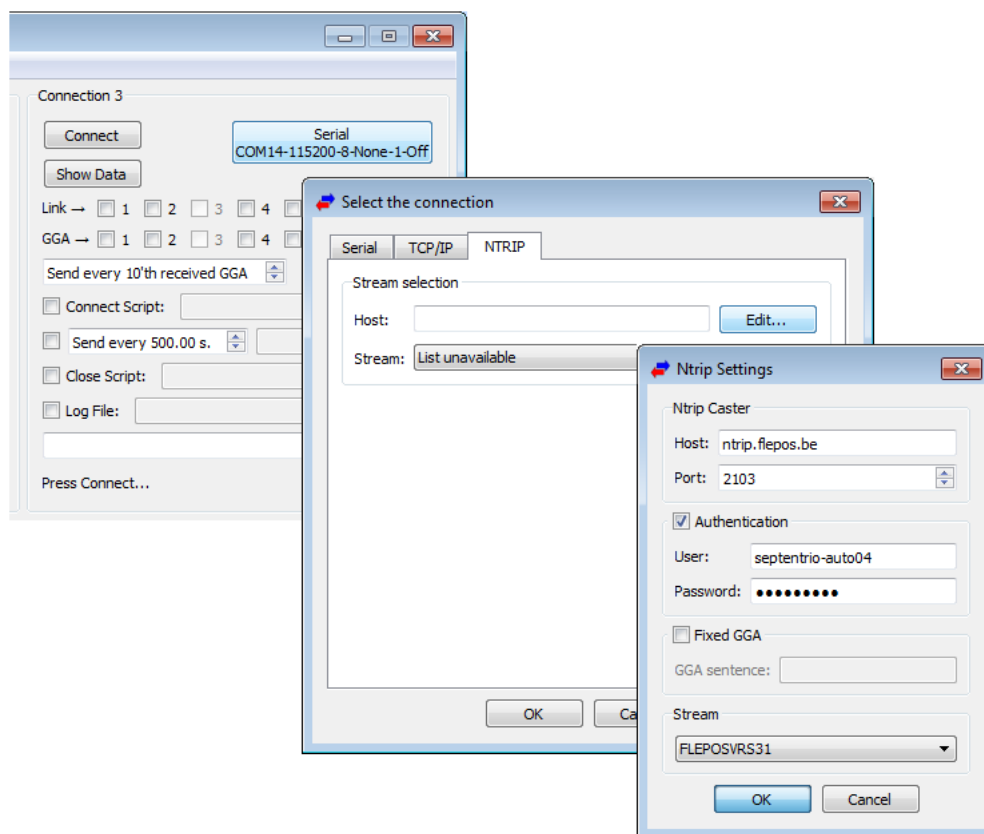 Connection 3
Connect
Serial
COM14-115200-8-None-1-Off
Show Data
Link → 1 2 3 4
GGA → 1 2 3 4
Send every 10'th received GGA
Connect Script:
Send every 500.00 s.
Close Script:
Log File:
Press Connect...
Select the connection
Serial TCP/IP NTRIP
Stream selection
Host: Edit...
Stream: List unavailable
OK Ca
Ntrip Settings
Ntrip Caster
Host: ntrip.flepos.be
Port: 2103
Authentication
User: septentrio-auto04
Password: ●●●●●●●●●
Fixed GGA
GGA sentence:
Stream
FLEPOSVRS31
OK Cancel